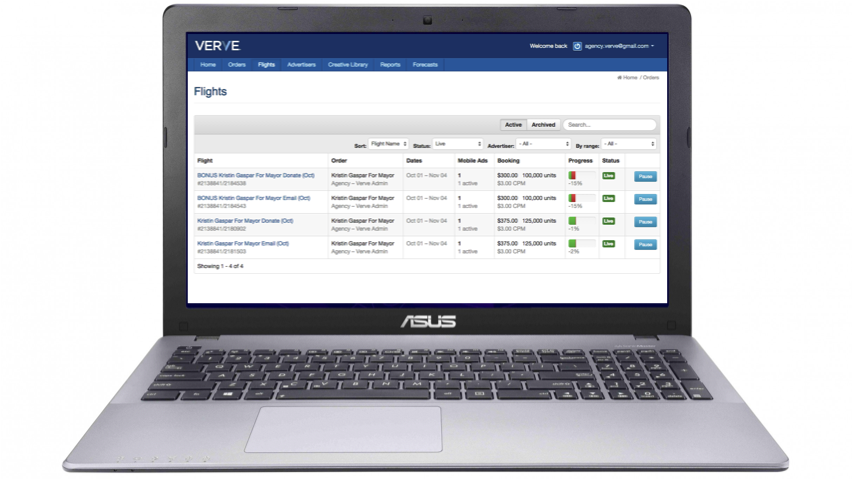 VERVE
Welcome back agency.verve@gmail.com
Home Orders Flights Advertisers Creative Library Reports Forecasts
Home / Orders
Flights
Active Archived Search...
Sort: Flight Name Status: Live Advertiser: - All - By range: - All -
Flight Order Dates Mobile Ads Booking Progress Status
BONUS Kristin Gaspar For Mayor Donate (Oct) Kristin Gaspar For Mayor Oct 01 – Nov 04 1 $300.00 100,000 units Live Pause
#2138841/2184538 Agency – Verve Admin 1 active $3.00 CPM -15%
BONUS Kristin Gaspar For Mayor Email (Oct) Kristin Gaspar For Mayor Oct 01 – Nov 04 1 $300.00 100,000 units Live Pause
#2138841/2184543 Agency – Verve Admin 1 active $3.00 CPM -15%
Kristin Gaspar For Mayor Donate (Oct) Kristin Gaspar For Mayor Oct 01 – Nov 04 1 $375.00 125,000 units Live Pause
#2138841/2180902 Agency – Verve Admin 1 active $3.00 CPM -1%
Kristin Gaspar For Mayor Email (Oct) Kristin Gaspar For Mayor Oct 01 – Nov 04 1 $375.00 125,000 units Live Pause
#2138841/2181503 Agency – Verve Admin 1 active $3.00 CPM -2%
Showing 1 - 4 of 4
ASUS